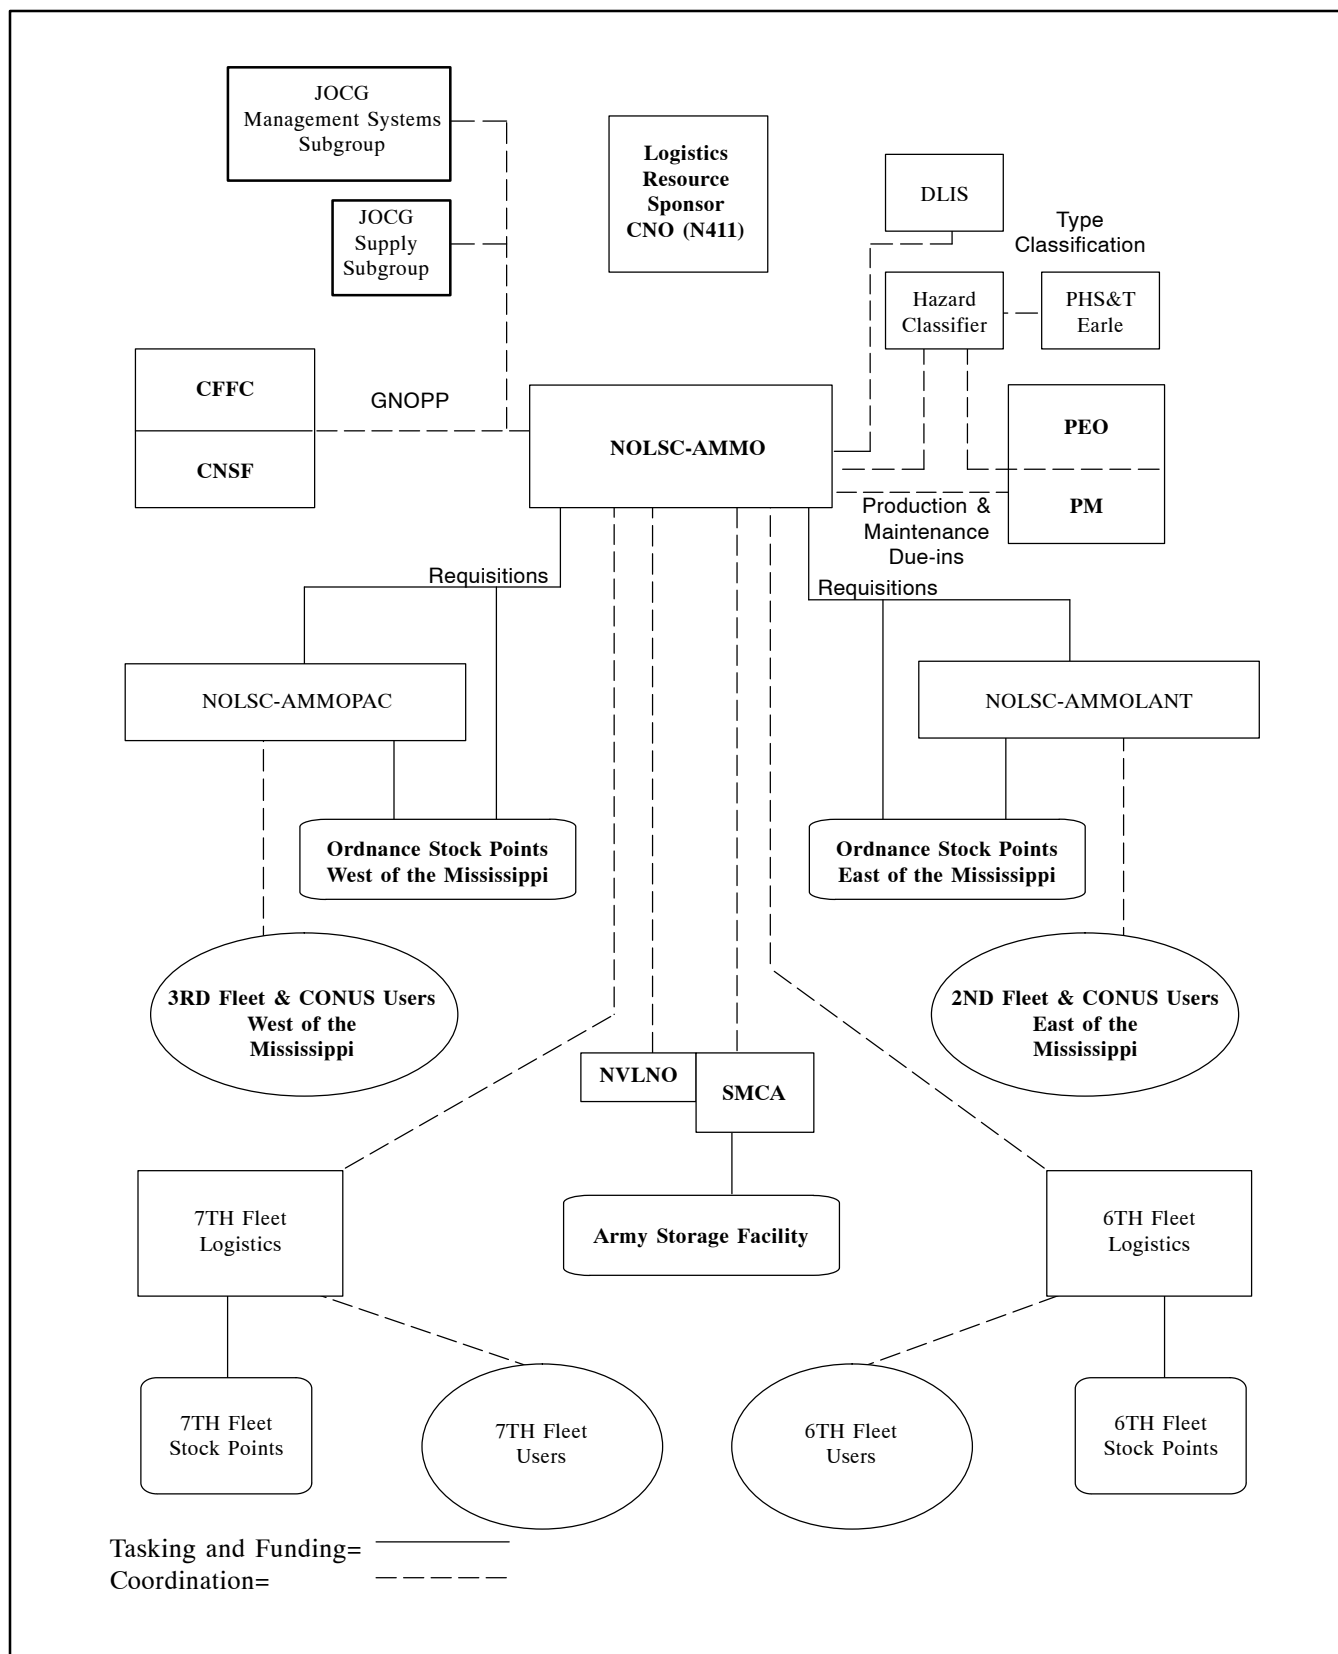 JOCG
Management Systems
Subgroup
Logistics
Resource
Sponsor
CNO (N411)
DLIS
Type
Classification
JOCG
Supply
Subgroup
Hazard
Classifier
PHS&T
Earle
CFFC
CNSF
GNOPP
NOLSC-AMMO
PEO
PM
Production &
Maintenance
Due-ins
Requisitions
Requisitions
NOLSC-AMMOPAC
NOLSC-AMMOLANT
Ordnance Stock Points
West of the Mississippi
Ordnance Stock Points
East of the Mississippi
3RD Fleet & CONUS Users
West of the
Mississippi
2ND Fleet & CONUS Users
East of the
Mississippi
NVLNO
SMCA
7TH Fleet
Logistics
Army Storage Facility
6TH Fleet
Logistics
7TH Fleet
Stock Points
7TH Fleet
Users
6TH Fleet
Users
6TH Fleet
Stock Points
Tasking and Funding=
Coordination=